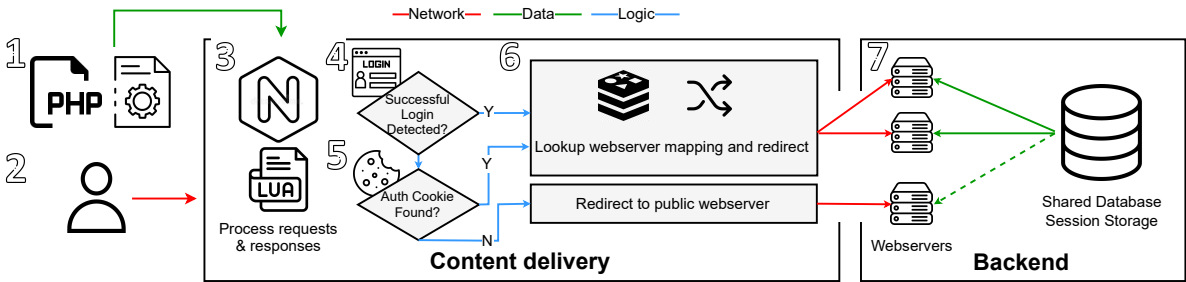 Network
Data
Logic
1
PHP
2
3
N
LUA
Process requests
& responses
4
LOGIN
Successful
Login
Detected?
Y
5
Auth Cookie
Found?
Y
N
6
Lookup webserver mapping and redirect
Redirect to public webserver
Content delivery
7
Webservers
Shared Database
Session Storage
Backend